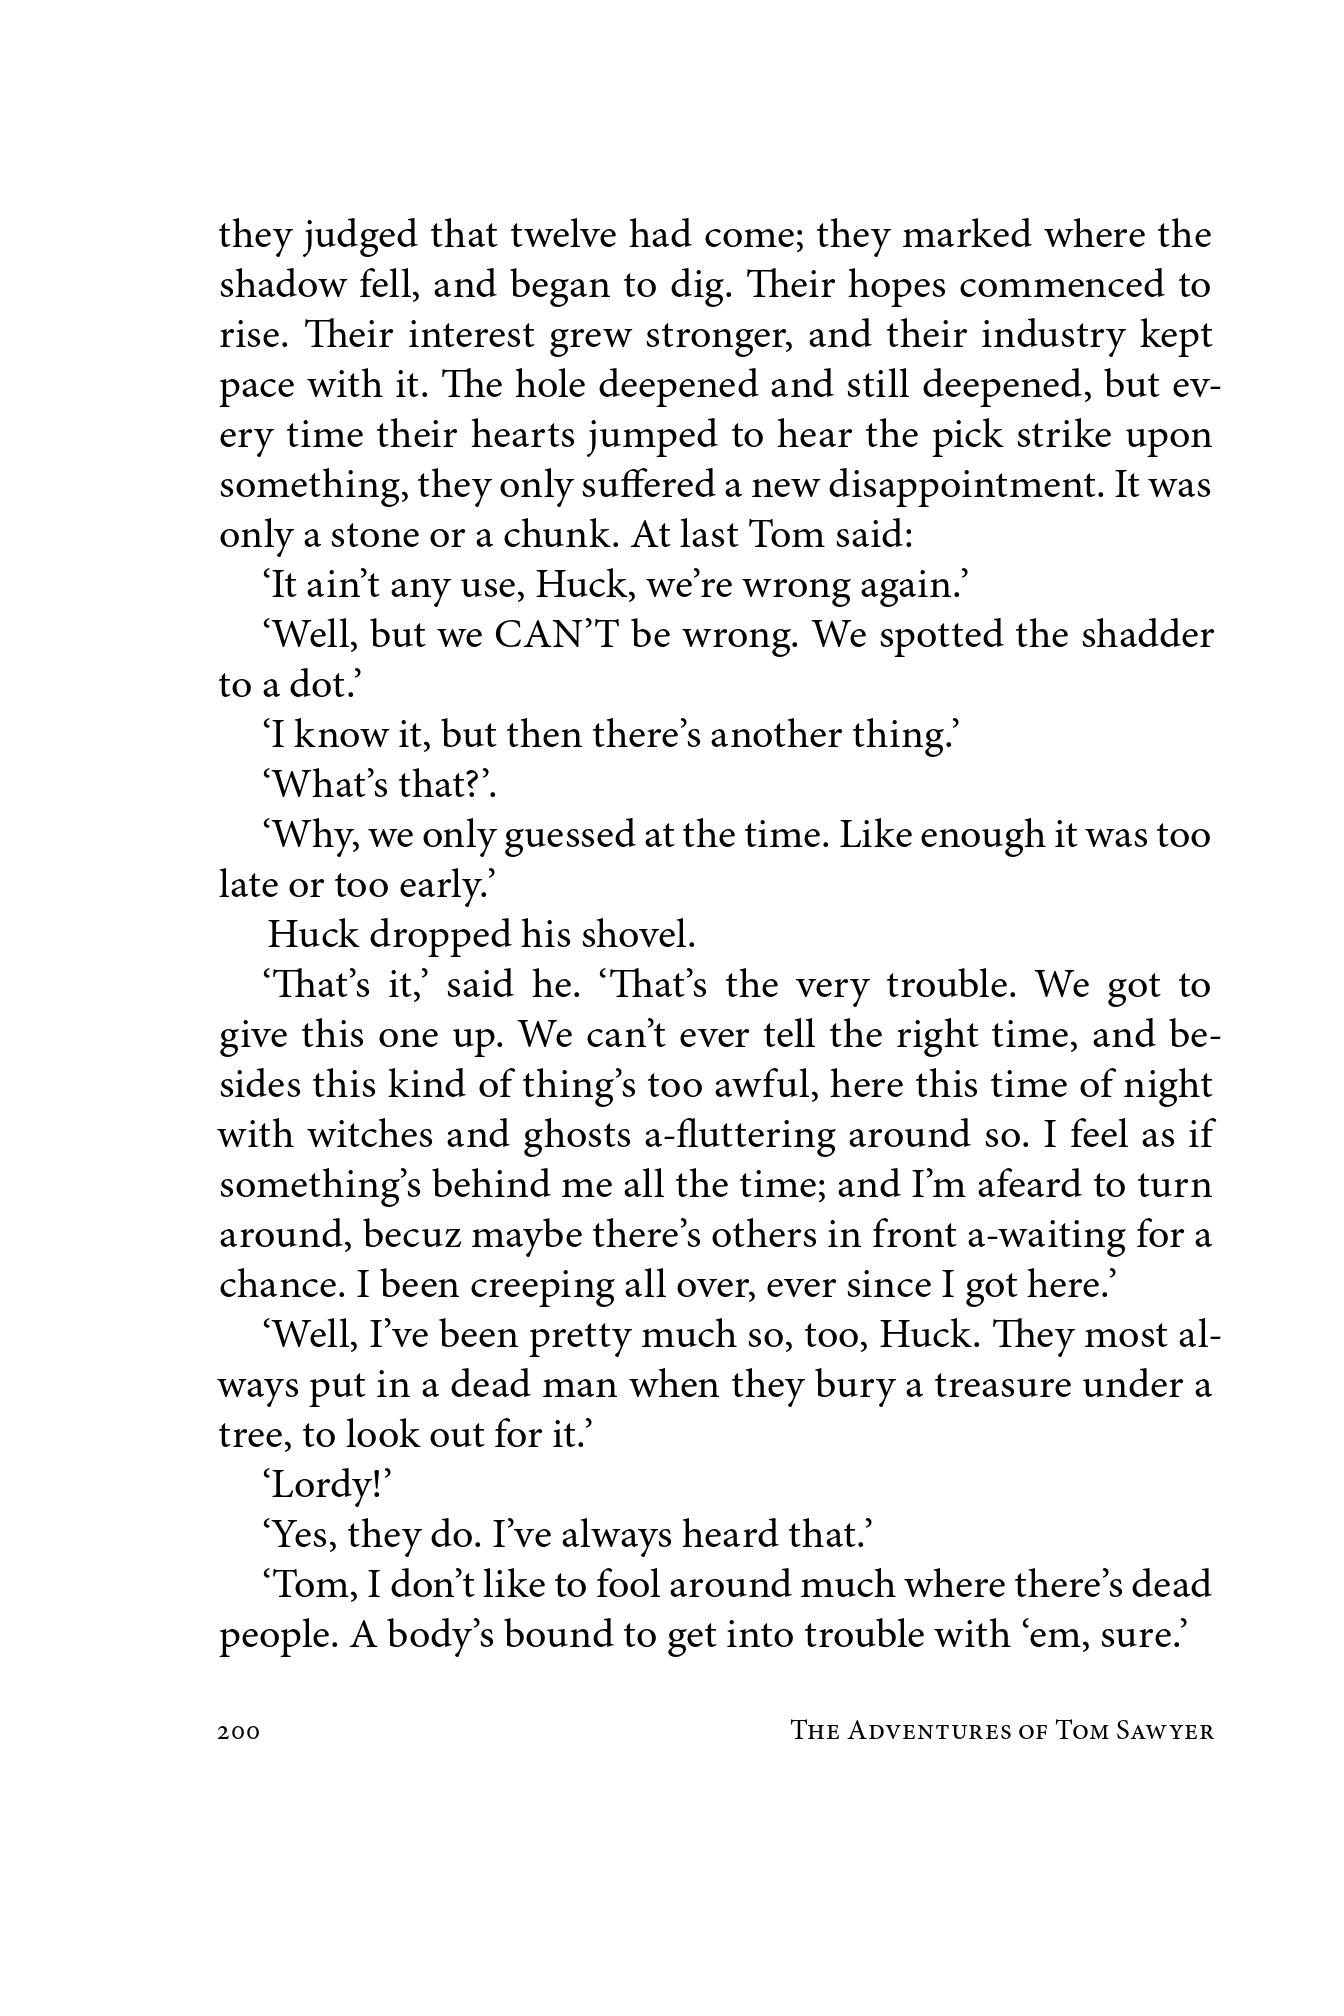 they judged that twelve had come; they marked where the
shadow fell, and began to dig. Their hopes commenced to
rise. Their interest grew stronger, and their industry kept
pace with it. The hole deepened and still deepened, but ev-
ery time their hearts jumped to hear the pick strike upon
something, they only suffered a new disappointment. It was
only a stone or a chunk. At last Tom said:
‘It ain’t any use, Huck, we’re wrong again.’
‘Well, but we CAN’T be wrong. We spotted the shadder
to a dot.’
‘I know it, but then there’s another thing.’
‘What’s that?’.
‘Why, we only guessed at the time. Like enough it was too
late or too early.’
Huck dropped his shovel.
‘That’s it,’ said he. ‘That’s the very trouble. We got to
give this one up. We can’t ever tell the right time, and be-
sides this kind of thing’s too awful, here this time of night
with witches and ghosts a-fluttering around so. I feel as if
something’s behind me all the time; and I’m afeard to turn
around, becuz maybe there’s others in front a-waiting for a
chance. I been creeping all over, ever since I got here.’
‘Well, I’ve been pretty much so, too, Huck. They most al-
ways put in a dead man when they bury a treasure under a
tree, to look out for it.’
‘Lordy!’
‘Yes, they do. I’ve always heard that.’
‘Tom, I don’t like to fool around much where there’s dead
people. A body’s bound to get into trouble with ‘em, sure.’
200 The Adventures of Tom Sawyer